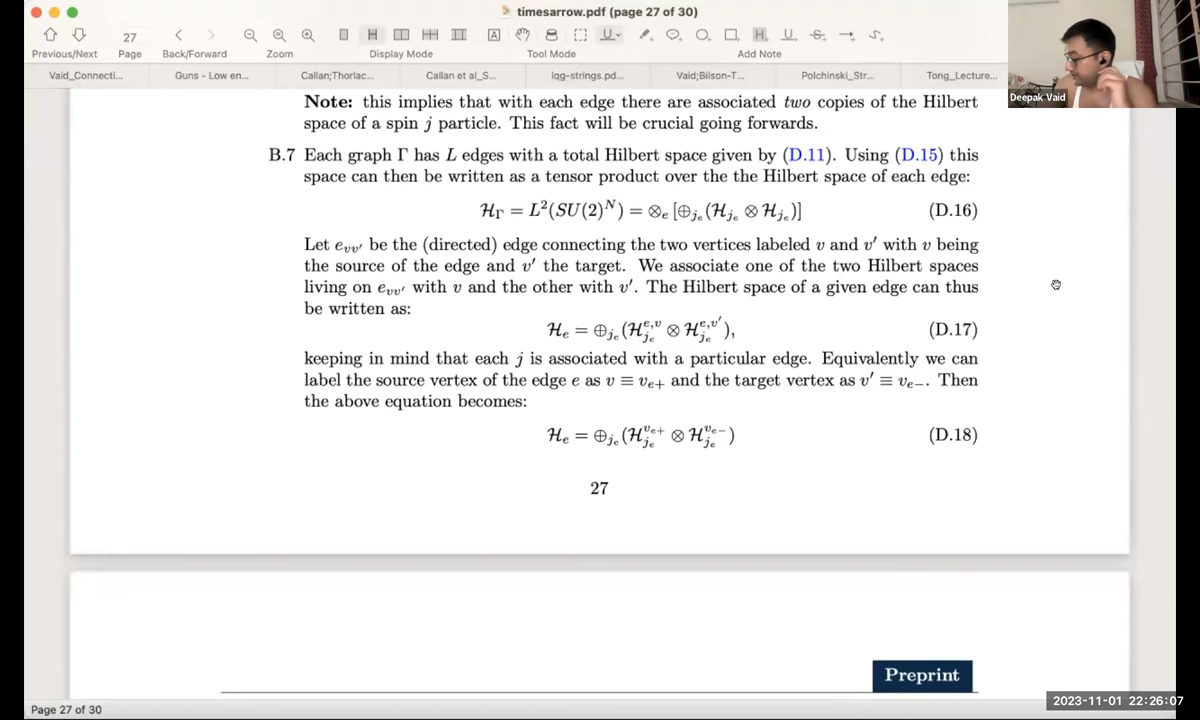 timesarrow.pdf (page 27 of 30)
27
Previous/Next Page Back/Forward Zoom Display Mode Tool Mode Add Note
Vaid_Connecti... Guns - Low en... Callan;Thorlac... Callan et al_S... lqg-strings.pd... Vaid;Bilson-T... Polchinski_Str... Tong_Lecture...
Deepak Vaid
Note: this implies that with each edge there are associated two copies of the Hilbert
space of a spin j particle. This fact will be crucial going forwards.
B.7 Each graph Γ has L edges with a total Hilbert space given by (D.11). Using (D.15) this
space can then be written as a tensor product over the the Hilbert space of each edge:
ℋ_Γ = L²(SU(2)^N) = ⊗_e [⊕_{j_e}(ℋ_{j_e} ⊗ ℋ_{j_e})] (D.16)
Let e_{vv′} be the (directed) edge connecting the two vertices labeled v and v′ with v being
the source of the edge and v′ the target. We associate one of the two Hilbert spaces
living on e_{vv′} with v and the other with v′. The Hilbert space of a given edge can thus
be written as:
ℋ_e = ⊕_{j_e}(ℋ_{j_e}^{e,v} ⊗ ℋ_{j_e}^{e,v′}), (D.17)
keeping in mind that each j is associated with a particular edge. Equivalently we can
label the source vertex of the edge e as v ≡ v_{e+} and the target vertex as v′ ≡ v_{e−}. Then
the above equation becomes:
ℋ_e = ⊕_{j_e}(ℋ_{j_e}^{v_{e+}} ⊗ ℋ_{j_e}^{v_{e−}}) (D.18)
27
Preprint
Page 27 of 30
2023-11-01 22:26:07